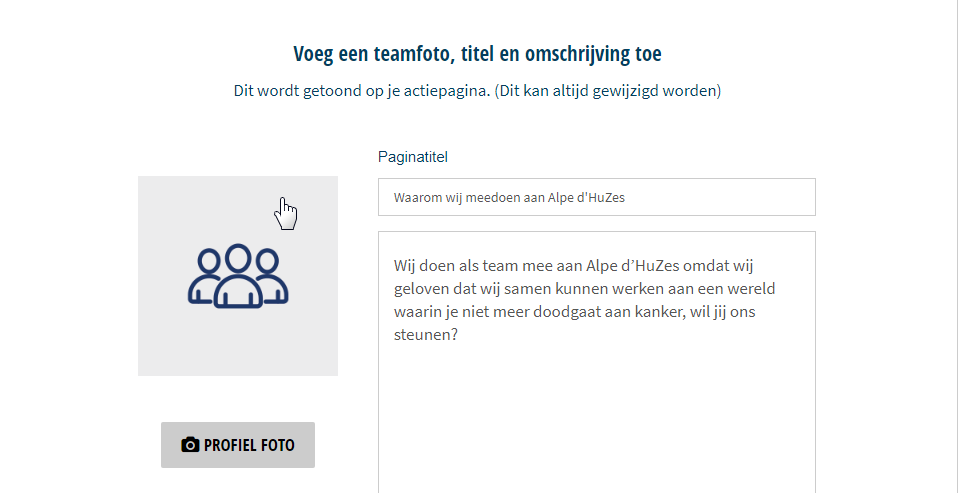 Voeg een teamfoto, titel en omschrijving toe
Dit wordt getoond op je actiepagina. (Dit kan altijd gewijzigd worden)
Paginatitel
Waarom wij meedoen aan Alpe d'HuZes
Wij doen als team mee aan Alpe d’HuZes omdat wij
geloven dat wij samen kunnen werken aan een wereld
waarin je niet meer doodgaat aan kanker, wil jij ons
steunen?
PROFIEL FOTO